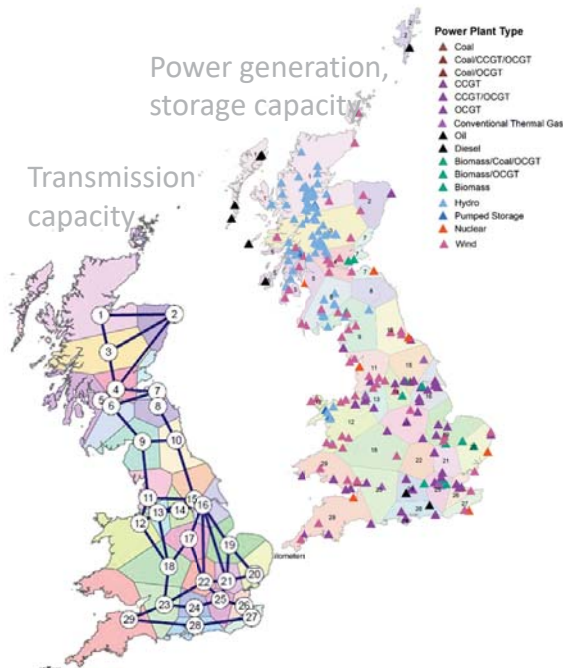 Power generation,
storage capacity
Transmission
capacity
Power Plant Type
Coal
Coal/CCGT/OCGT
Coal/OCGT
CCGT
CCGT/OCGT
OCGT
Conventional Thermal Gas
Oil
Diesel
Biomass/Coal/OCGT
Biomass/OCGT
Biomass
Hydro
Pumped Storage
Nuclear
Wind
1
2
3
4
5
6
7
8
9
10
11
12
13
14
15
16
17
18
19
20
21
22
23
24
25
26
27
28
29
kilometers